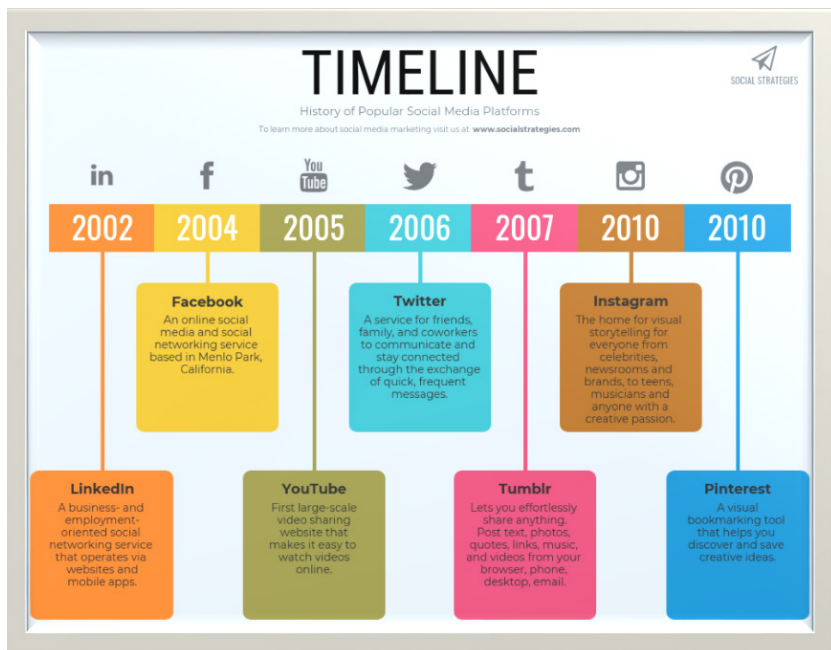 TIMELINE
History of Popular Social Media Platforms
To learn more about social media marketing visit us at: www.socialstrategies.com
SOCIAL STRATEGIES
in
f
You
Tube
t
2002
2004
2005
2006
2007
2010
2010
Facebook
An online social
media and social
networking service
based in Menlo Park,
California.
Twitter
A service for friends,
family, and coworkers
to communicate and
stay connected
through the exchange
of quick, frequent
messages.
Instagram
The home for visual
storytelling for
everyone from
celebrities,
newsrooms and
brands, to teens,
musicians and
anyone with a
creative passion.
LinkedIn
A business- and
employment-
oriented social
networking service
that operates via
websites and
mobile apps.
YouTube
First large-scale
video sharing
website that
makes it easy to
watch videos
online.
Tumblr
Lets you effortlessly
share anything.
Post text, photos,
quotes, links, music,
and videos from your
browser, phone,
desktop, email.
Pinterest
A visual
bookmarking tool
that helps you
discover and save
creative ideas.